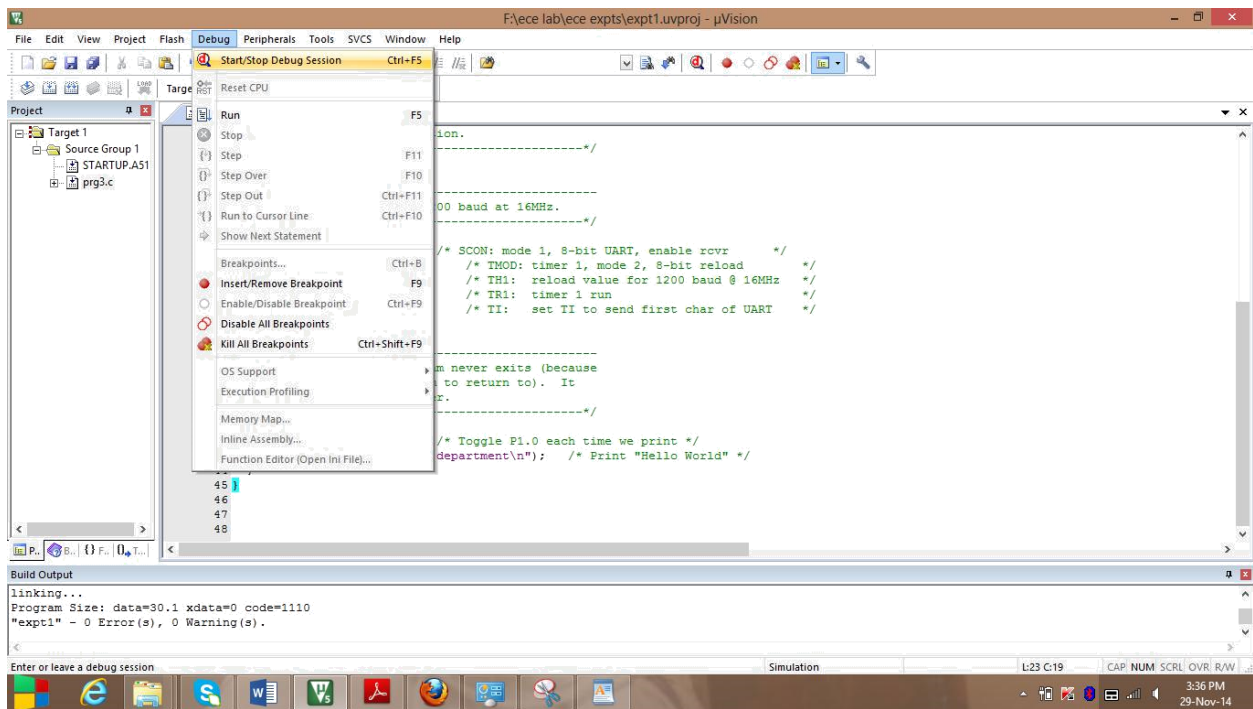 F:\ece lab\ece expts\expt1.uvproj - µVision
File Edit View Project Flash Debug Peripherals Tools SVCS Window Help
Start/Stop Debug Session Ctrl+F5
Reset CPU
Run F5
Stop
Step F11
Step Over F10
Step Out Ctrl+F11
Run to Cursor Line Ctrl+F10
Show Next Statement
Breakpoints... Ctrl+B
Insert/Remove Breakpoint F9
Enable/Disable Breakpoint Ctrl+F9
Disable All Breakpoints
Kill All Breakpoints Ctrl+Shift+F9
OS Support
Execution Profiling
Memory Map...
Inline Assembly...
Function Editor (Open Ini File)...
LOAD
Targe
RST
Project
Target 1
Source Group 1
STARTUP.A51
prg3.c
P.. B.. {} F.. 0 T...
ion.
----------------------*/
------------------------
00 baud at 16MHz.
----------------------*/
/* SCON: mode 1, 8-bit UART, enable rcvr */
/* TMOD: timer 1, mode 2, 8-bit reload */
/* TH1: reload value for 1200 baud @ 16MHz */
/* TR1: timer 1 run */
/* TI: set TI to send first char of UART */
------------------------
m never exits (because
to return to). It
r.
----------------------*/
/* Toggle P1.0 each time we print */
department\n"); /* Print "Hello World" */
45 }
46
47
48
Build Output
linking...
Program Size: data=30.1 xdata=0 code=1110
"expt1" - 0 Error(s), 0 Warning(s).
Enter or leave a debug session Simulation L:23 C:19 CAP NUM SCRL OVR R/W
3:36 PM
29-Nov-14